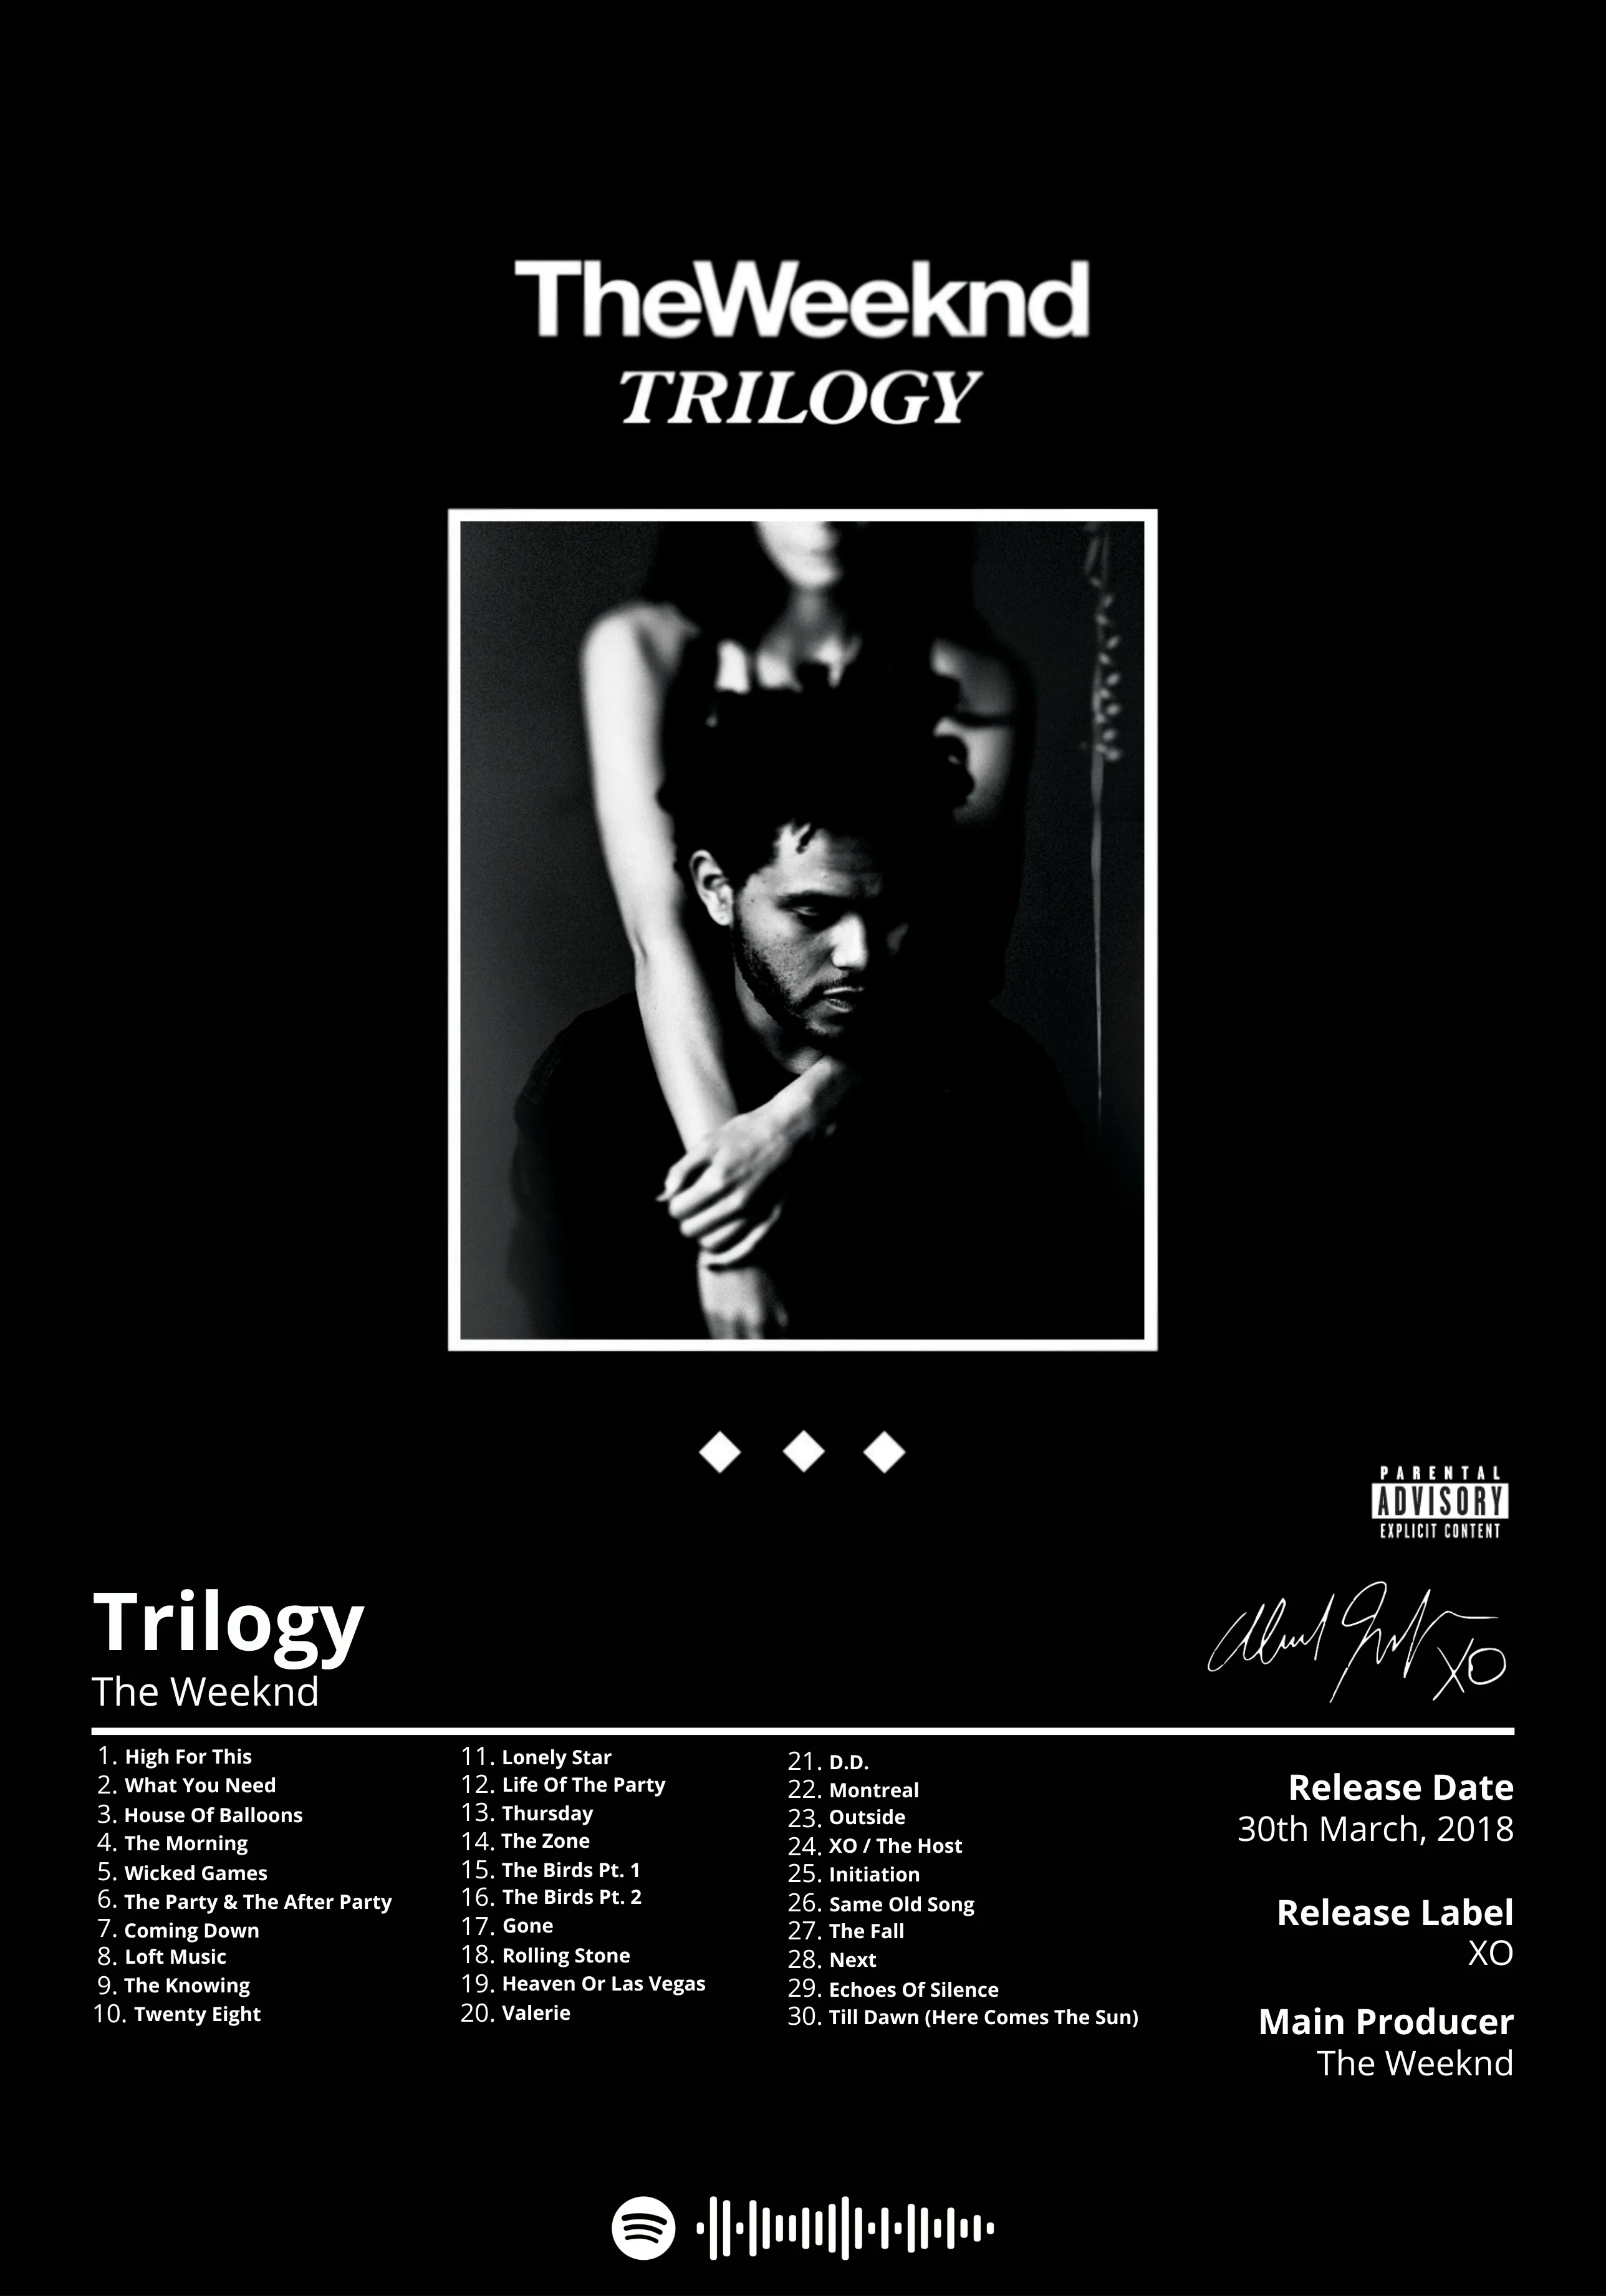 TheWeeknd
TRILOGY
PARENTAL
ADVISORY
EXPLICIT CONTENT
Trilogy
The Weeknd
XO
1. High For This
2. What You Need
3. House Of Balloons
4. The Morning
5. Wicked Games
6. The Party & The After Party
7. Coming Down
8. Loft Music
9. The Knowing
10. Twenty Eight
11. Lonely Star
12. Life Of The Party
13. Thursday
14. The Zone
15. The Birds Pt. 1
16. The Birds Pt. 2
17. Gone
18. Rolling Stone
19. Heaven Or Las Vegas
20. Valerie
21. D.D.
22. Montreal
23. Outside
24. XO / The Host
25. Initiation
26. Same Old Song
27. The Fall
28. Next
29. Echoes Of Silence
30. Till Dawn (Here Comes The Sun)
Release Date
30th March, 2018
Release Label
XO
Main Producer
The Weeknd